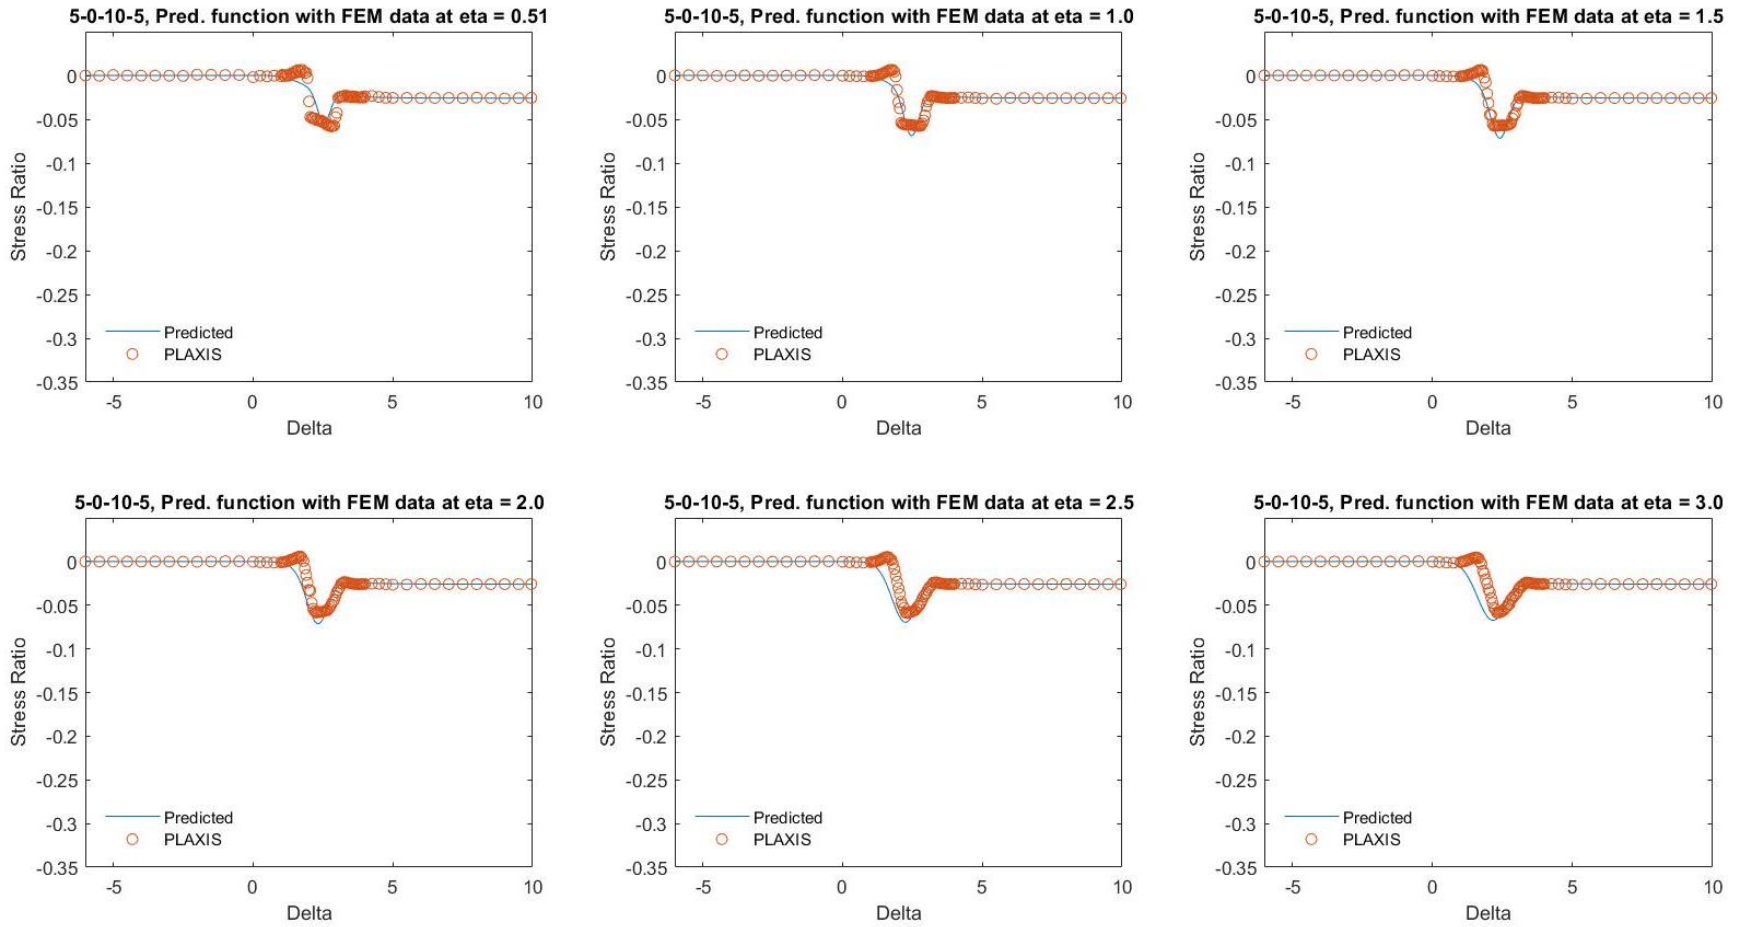 5-0-10-5, Pred. function with FEM data at eta = 0.51
0
-0.05
-0.1
-0.15
-0.2
-0.25
-0.3
-0.35
Stress Ratio
Predicted
PLAXIS
-5
0
5
10
Delta
5-0-10-5, Pred. function with FEM data at eta = 1.0
0
-0.05
-0.1
-0.15
-0.2
-0.25
-0.3
-0.35
Stress Ratio
Predicted
PLAXIS
-5
0
5
10
Delta
5-0-10-5, Pred. function with FEM data at eta = 1.5
0
-0.05
-0.1
-0.15
-0.2
-0.25
-0.3
-0.35
Stress Ratio
Predicted
PLAXIS
-5
0
5
10
Delta
5-0-10-5, Pred. function with FEM data at eta = 2.0
0
-0.05
-0.1
-0.15
-0.2
-0.25
-0.3
-0.35
Stress Ratio
Predicted
PLAXIS
-5
0
5
10
Delta
5-0-10-5, Pred. function with FEM data at eta = 2.5
0
-0.05
-0.1
-0.15
-0.2
-0.25
-0.3
-0.35
Stress Ratio
Predicted
PLAXIS
-5
0
5
10
Delta
5-0-10-5, Pred. function with FEM data at eta = 3.0
0
-0.05
-0.1
-0.15
-0.2
-0.25
-0.3
-0.35
Stress Ratio
Predicted
PLAXIS
-5
0
5
10
Delta